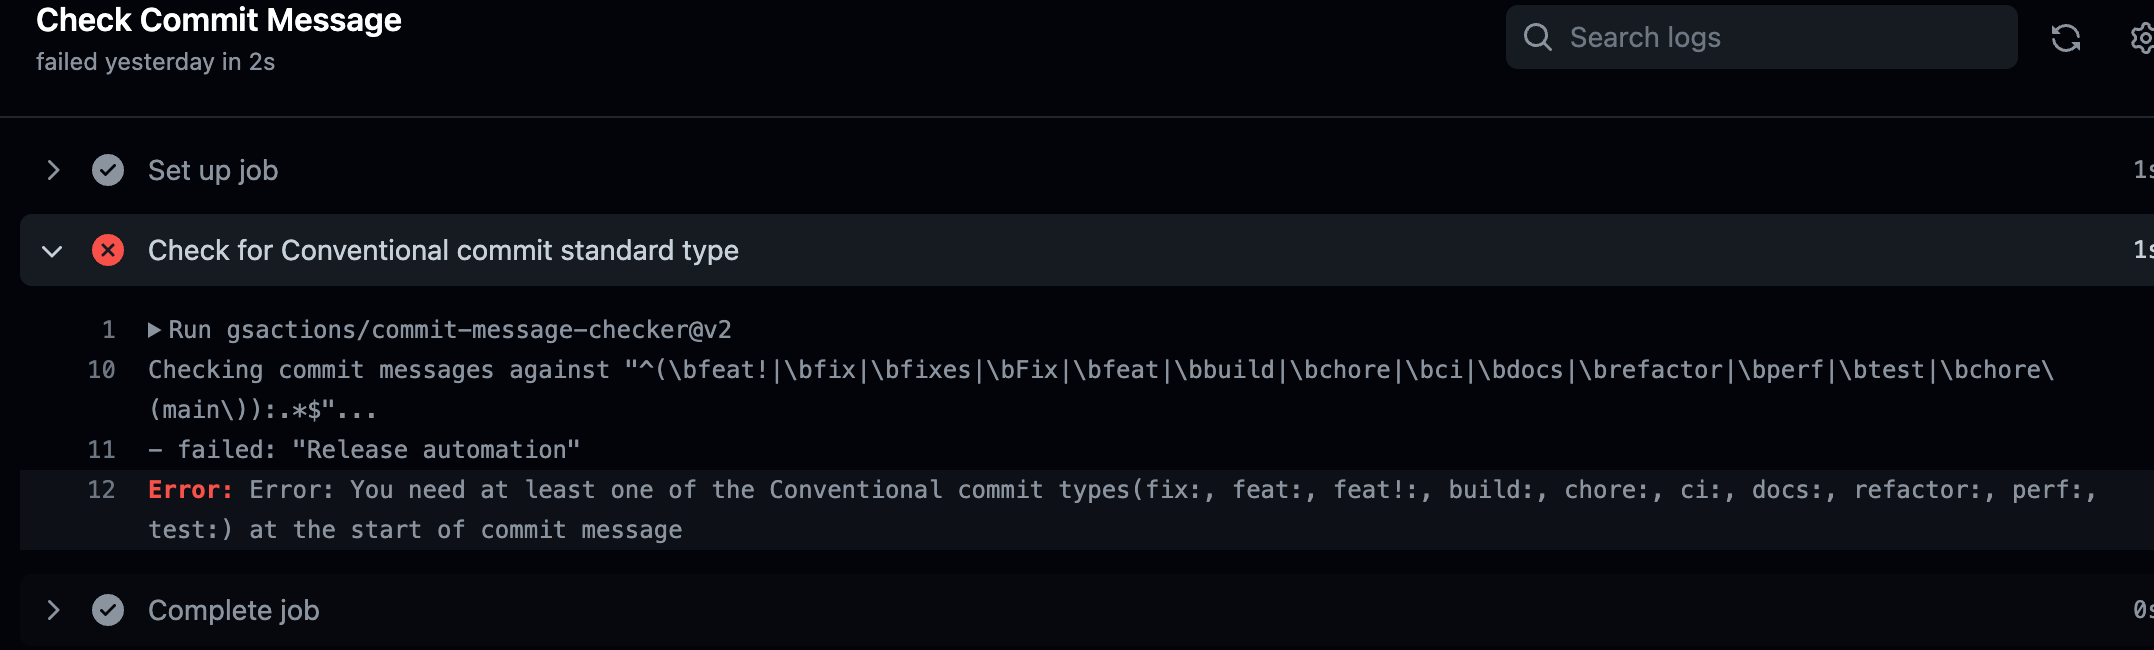 Check Commit Message
failed yesterday in 2s
Search logs
Set up job
1s
Check for Conventional commit standard type
1s
1 Run gsactions/commit-message-checker@v2
10 Checking commit messages against "^(\bfeat!|\bfix|\bfixes|\bFix|\bfeat|\bbuild|\bchore|\bci|\bdocs|\brefactor|\bperf|\btest|\bchore\
(main\)):.*$"...
11 – failed: "Release automation"
12 Error: Error: You need at least one of the Conventional commit types(fix:, feat:, feat!:, build:, chore:, ci:, docs:, refactor:, perf:,
test:) at the start of commit message
Complete job
0s